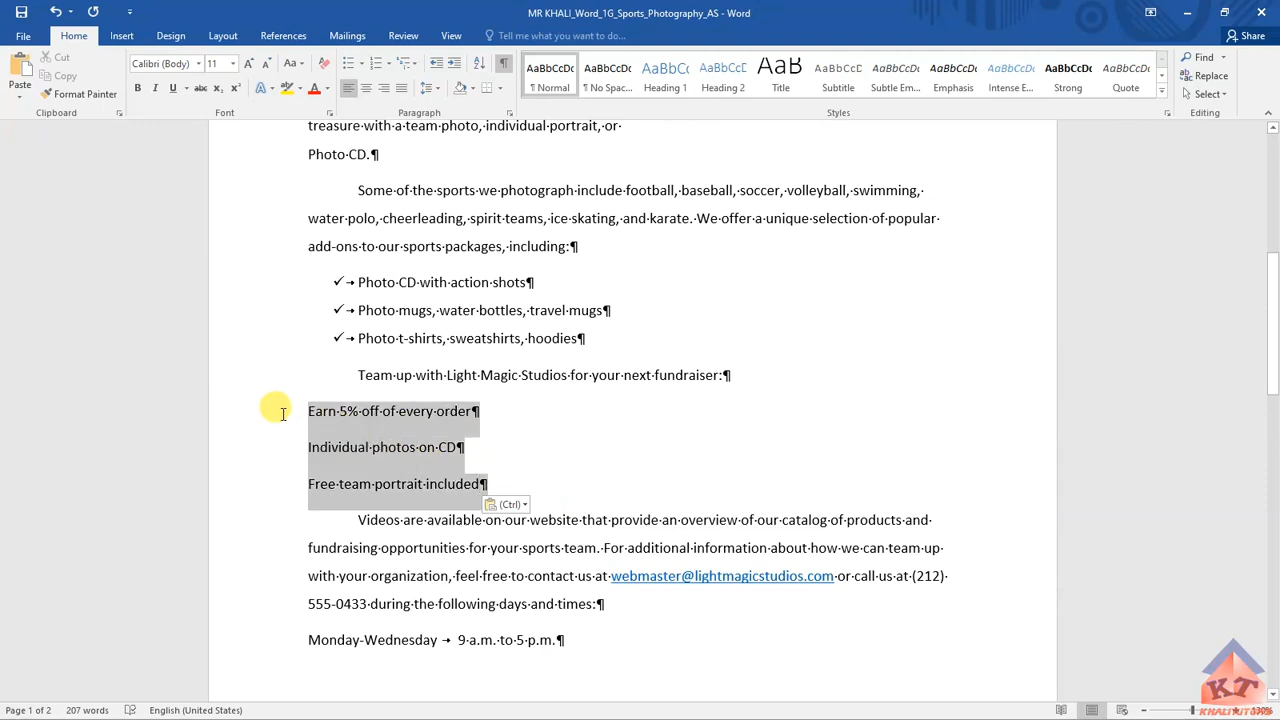 MR KHALI_Word_1G_Sports_Photography_AS - Word
File Home Insert Draw Design Layout References Mailings Review View Tell me what you want to do... Share
Cut
Copy
Paste
Format Painter
Calibri (Body) 11 Aa
B I U abc X₂ X² A
AaBbCcDc AaBbCcDc AaBbCc AaBbCcD AaB AaBbCcD AaBbCcDc AaBbCcDc AaBbCcDc AaBbCcDc AaBbCcDc
¶ Normal ¶ No Spac... Heading 1 Heading 2 Title Subtitle Subtle Em... Emphasis Intense E... Strong Quote
Find
Replace
Select
Clipboard Font Paragraph Styles Editing
treasure·with·a·team·photo,·individual·portrait,·or·
Photo·CD.¶
Some·of·the·sports·we·photograph·include·football,·baseball,·soccer,·volleyball,·swimming,·
water·polo,·cheerleading,·spirit·teams,·ice·skating,·and·karate.·We·offer·a·unique·selection·of·popular·
add-ons·to·our·sports·packages,·including:¶
✓→Photo·CD·with·action·shots¶
✓→Photo·mugs,·water·bottles,·travel·mugs¶
✓→Photo·t-shirts,·sweatshirts,·hoodies¶
Team·up·with·Light·Magic·Studios·for·your·next·fundraiser:¶
Earn·5%·off·of·every·order¶
Individual·photos·on·CD¶
Free·team·portrait·included¶
(Ctrl)
Videos·are·available·on·our·website·that·provide·an·overview·of·our·catalog·of·products·and·
fundraising·opportunities·for·your·sports·team.·For·additional·information·about·how·we·can·team·up·
with·your·organization,·feel·free·to·contact·us·at·webmaster@lightmagicstudios.com·or·call·us·at·(212)·
555-0433·during·the·following·days·and·times:¶
Monday-Wednesday → 9·a.m.·to·5·p.m.¶
KT
KHALITUTORS
Page 1 of 2 207 words English (United States) 130%